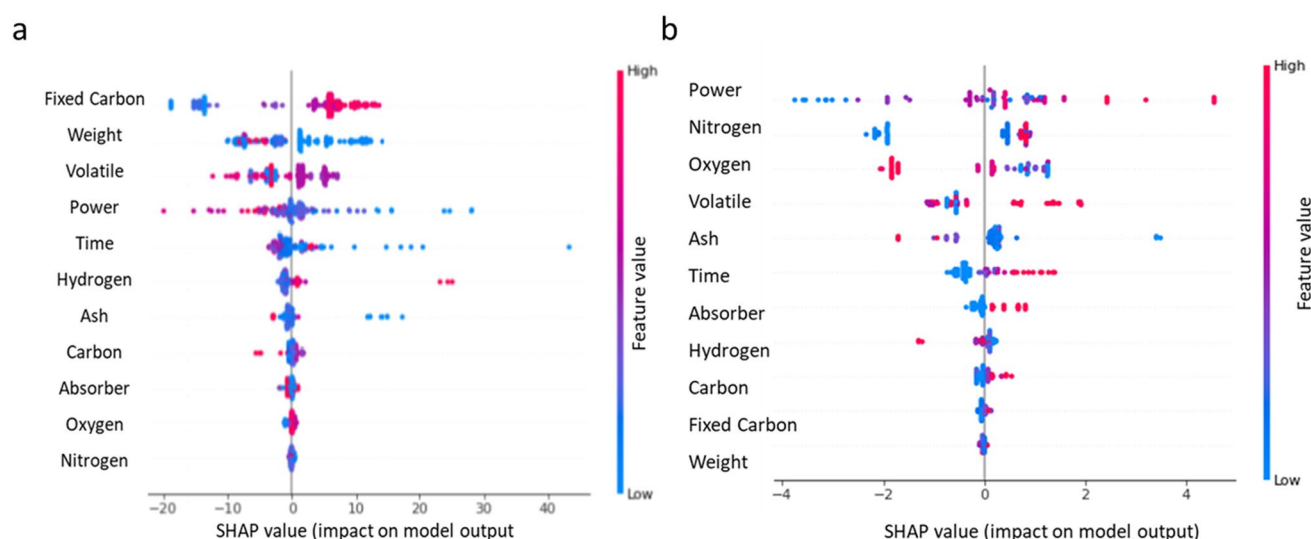 a
Fixed Carbon
Weight
Volatile
Power
Time
Hydrogen
Ash
Carbon
Absorber
Oxygen
Nitrogen
−20
−10
0
10
20
30
40
SHAP value (impact on model output
High
Feature value
Low
b
Power
Nitrogen
Oxygen
Volatile
Ash
Time
Absorber
Hydrogen
Carbon
Fixed Carbon
Weight
−4
−2
0
2
4
SHAP value (impact on model output)
High
Feature value
Low